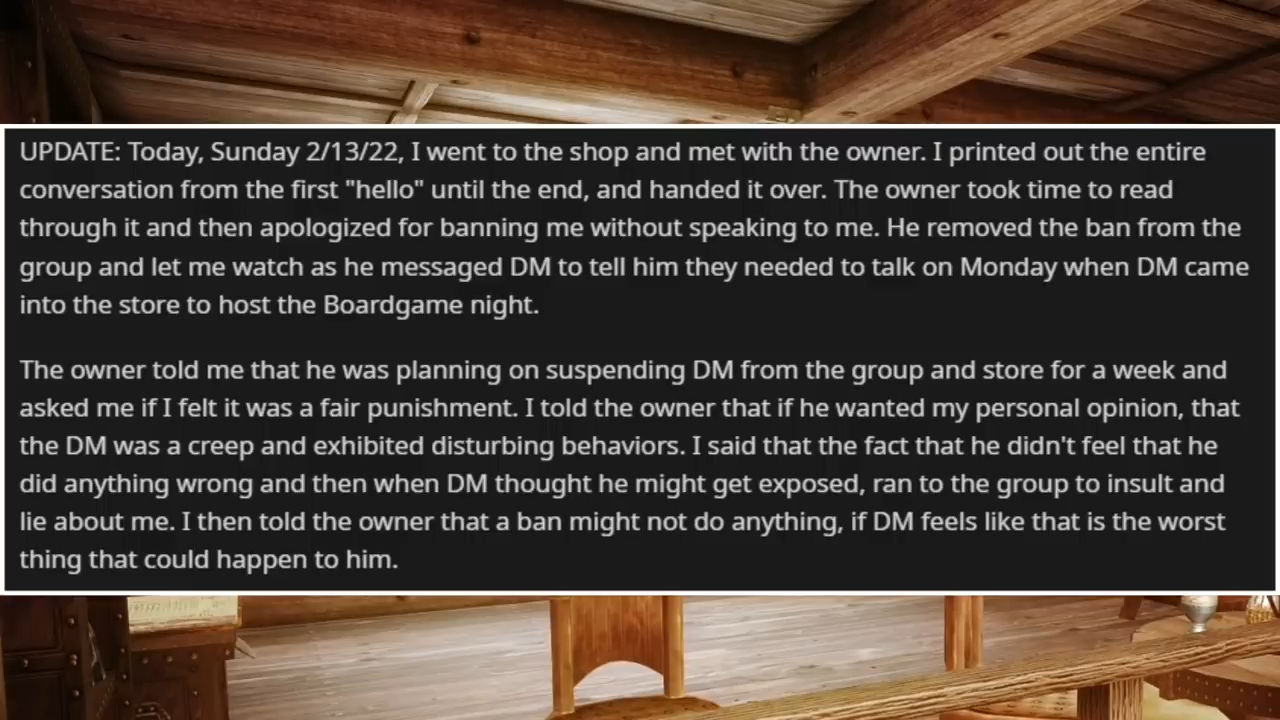 UPDATE: Today, Sunday 2/13/22, I went to the shop and met with the owner. I printed out the entire
conversation from the first "hello" until the end, and handed it over. The owner took time to read
through it and then apologized for banning me without speaking to me. He removed the ban from the
group and let me watch as he messaged DM to tell him they needed to talk on Monday when DM came
into the store to host the Boardgame night.
The owner told me that he was planning on suspending DM from the group and store for a week and
asked me if I felt it was a fair punishment. I told the owner that if he wanted my personal opinion, that
the DM was a creep and exhibited disturbing behaviors. I said that the fact that he didn't feel that he
did anything wrong and then when DM thought he might get exposed, ran to the group to insult and
lie about me. I then told the owner that a ban might not do anything, if DM feels like that is the worst
thing that could happen to him.